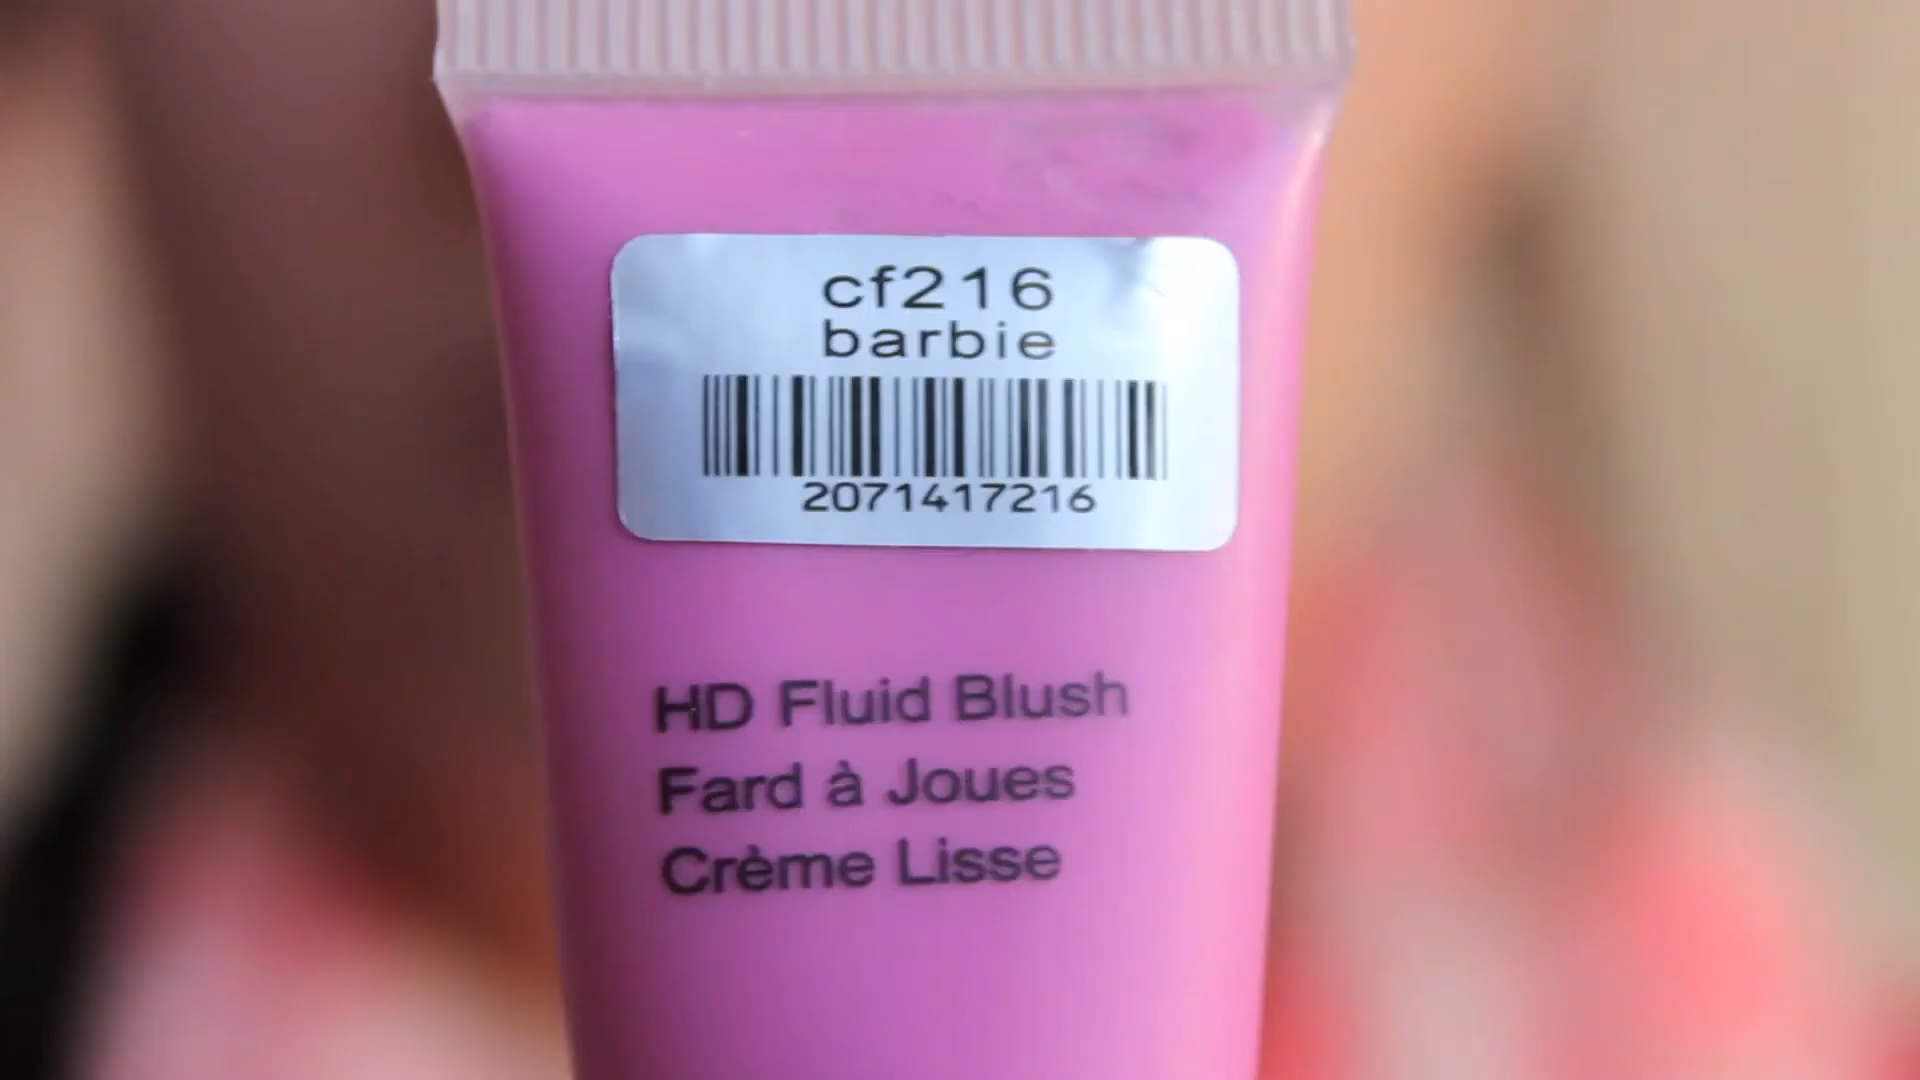 cf216
barbie
2071417216
HD Fluid Blush
Fard à Joues
Crème Lisse